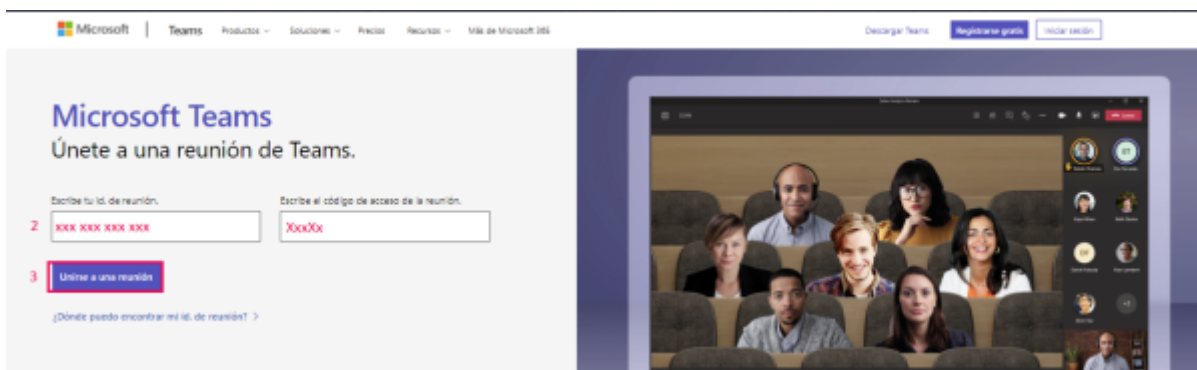 Microsoft | Teams Productos Soluciones Precios Recursos Más de Microsoft 365 Descargar Teams Registrarse gratis Iniciar sesión
Microsoft Teams
Únete a una reunión de Teams.
Escribe tu id. de reunión. Escribe el código de acceso de la reunión.
2 xxx xxx xxx xxx XxxXx
3 Unirse a una reunión
¿Dónde puedo encontrar mi id. de reunión? >